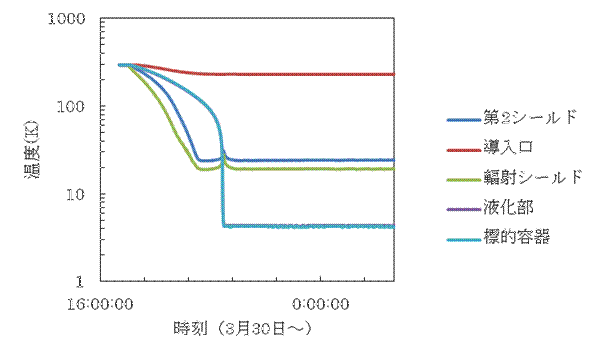 1000
100
10
1
温度(K)
16:00:00
0:00:00
時刻（3月30日～）
第2シールド
導入口
輻射シールド
液化部
標的容器